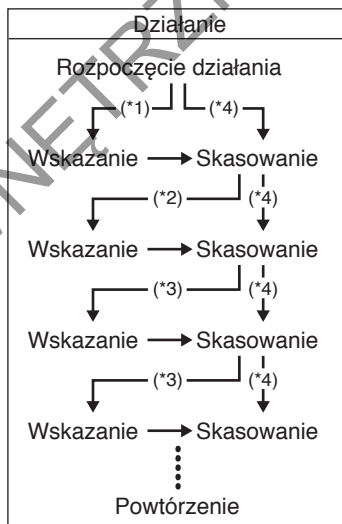 Działanie
Rozpoczęcie działania
(*1) (*4)
Wskazanie Skasowanie
(*2) (*4)
Wskazanie Skasowanie
(*3) (*4)
Wskazanie Skasowanie
(*3) (*4)
Wskazanie Skasowanie
Powtórzenie